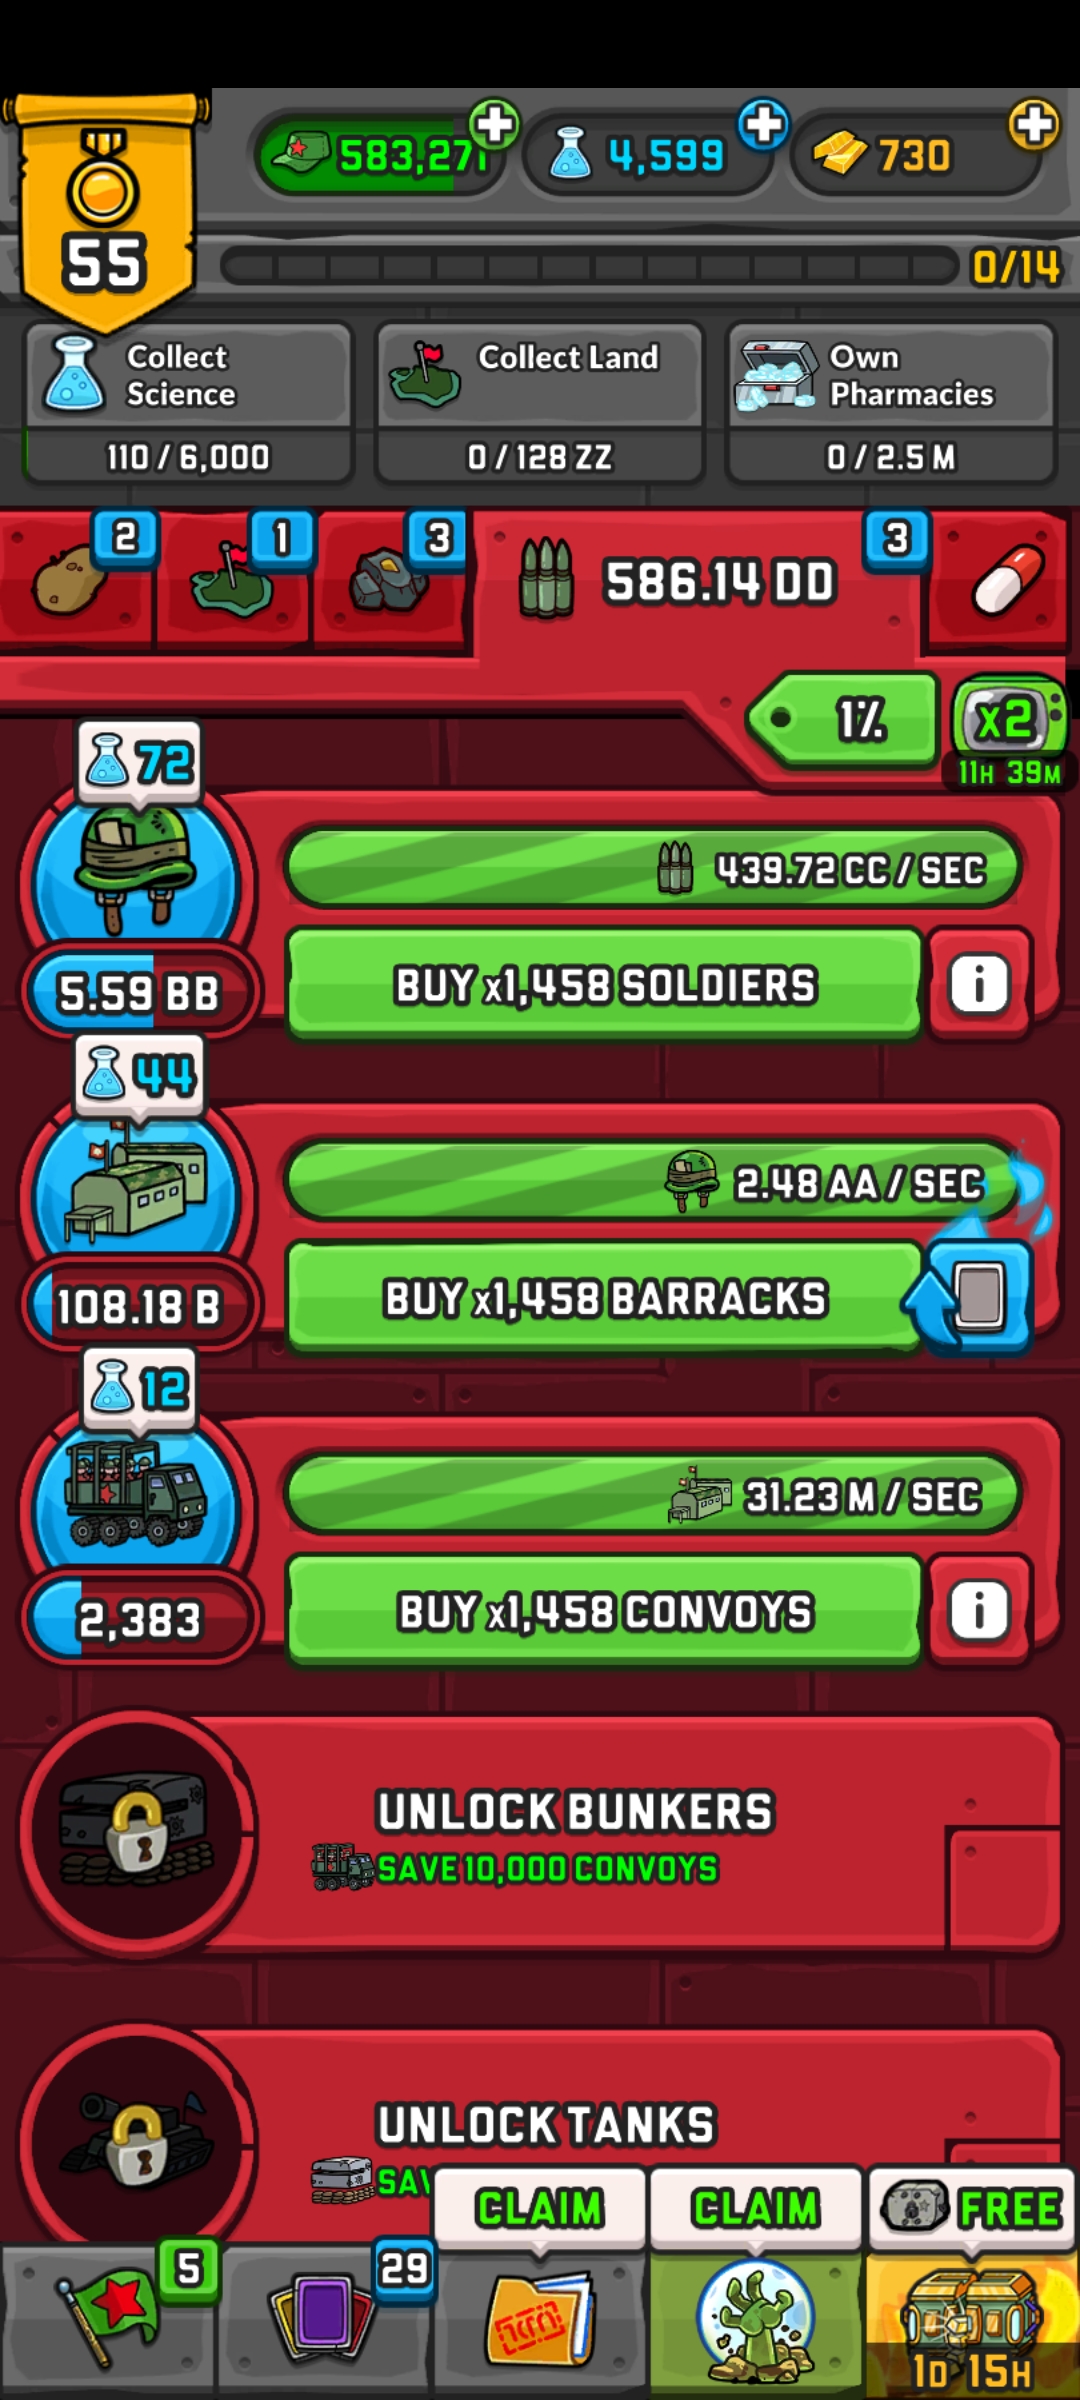 583,271
4,599
730
55
0/14
Collect
Science
110 / 6,000
Collect Land
0 / 128 ZZ
Own
Pharmacies
0 / 2.5 M
2
1
3
586.14 DD
3
1%
x2
11H 39M
72
439.72 CC / SEC
BUY x1,458 SOLDIERS
i
5.59 BB
44
2.48 AA / SEC
BUY x1,458 BARRACKS
108.18 B
12
31.23 M / SEC
BUY x1,458 CONVOYS
i
2,383
UNLOCK BUNKERS
SAVE 10,000 CONVOYS
UNLOCK TANKS
CLAIM
CLAIM
FREE
5
29
1D 15H